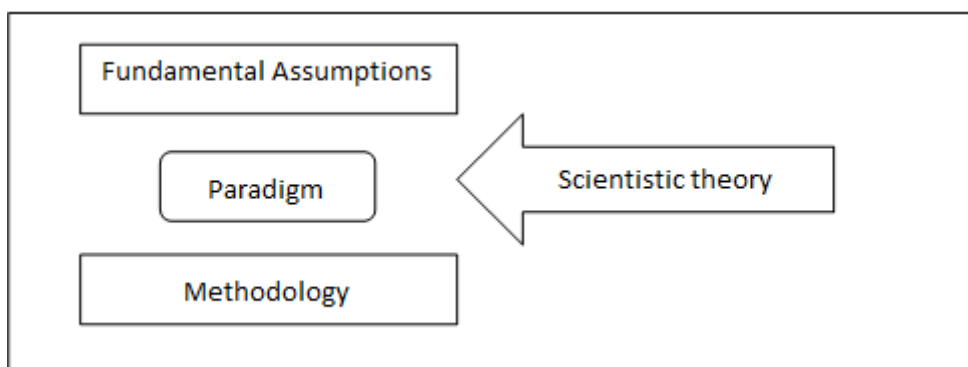 Fundamental Assumptions
Paradigm
Scientistic theory
Methodology